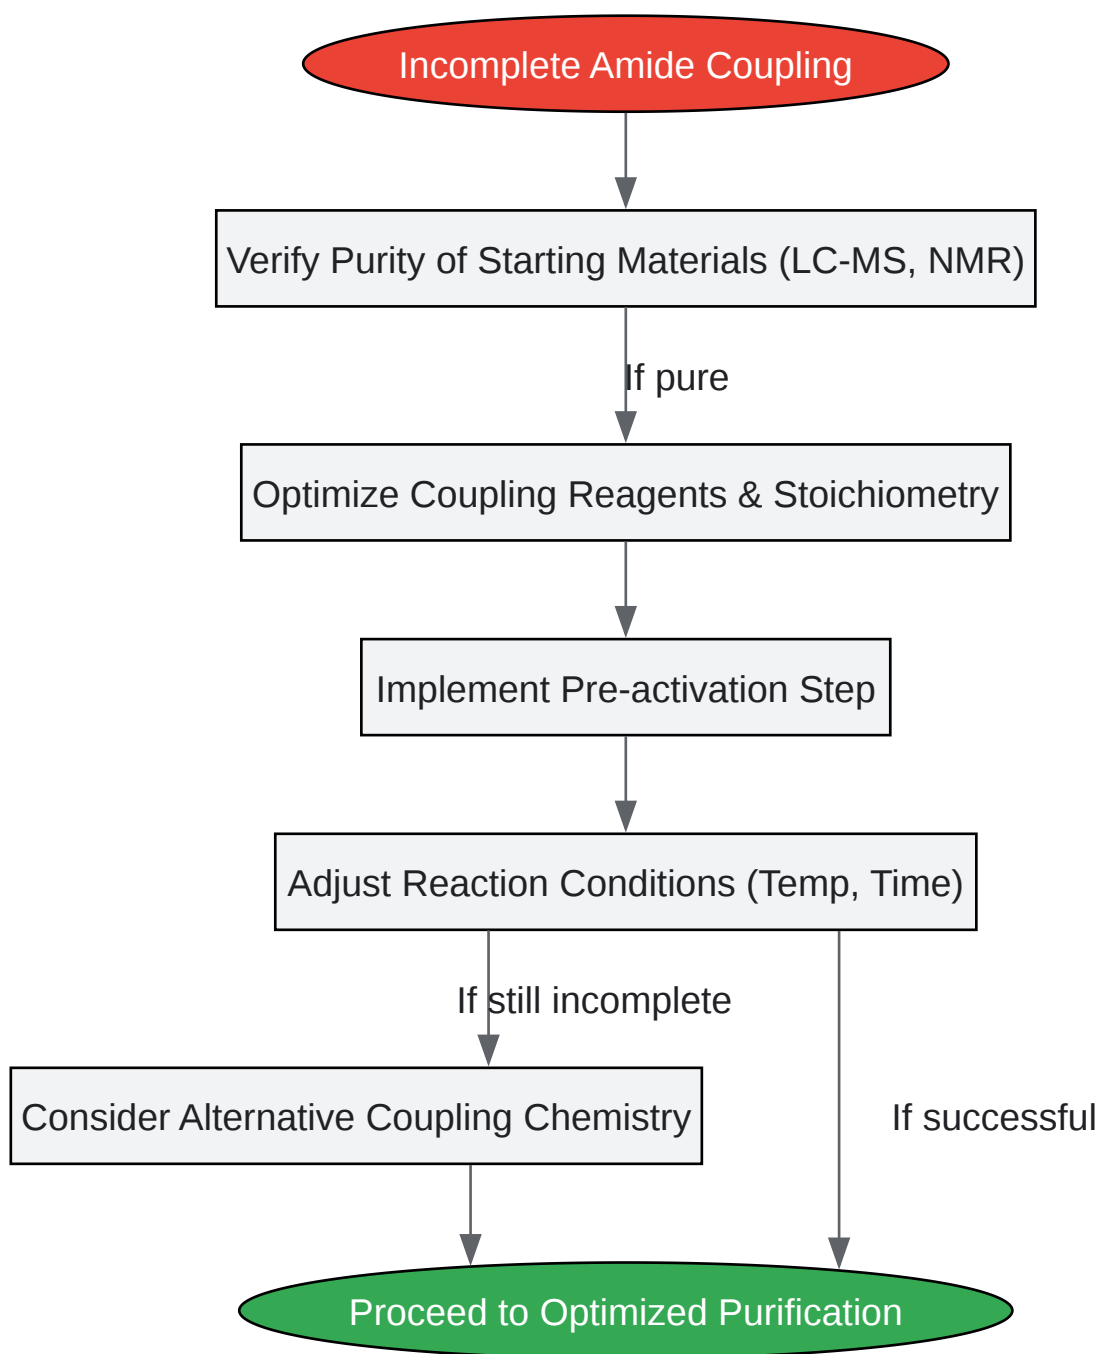 Incomplete Amide Coupling
Verify Purity of Starting Materials (LC-MS, NMR)
If pure
Optimize Coupling Reagents & Stoichiometry
Implement Pre-activation Step
Adjust Reaction Conditions (Temp, Time)
If still incomplete
Consider Alternative Coupling Chemistry
If successful
Proceed to Optimized Purification